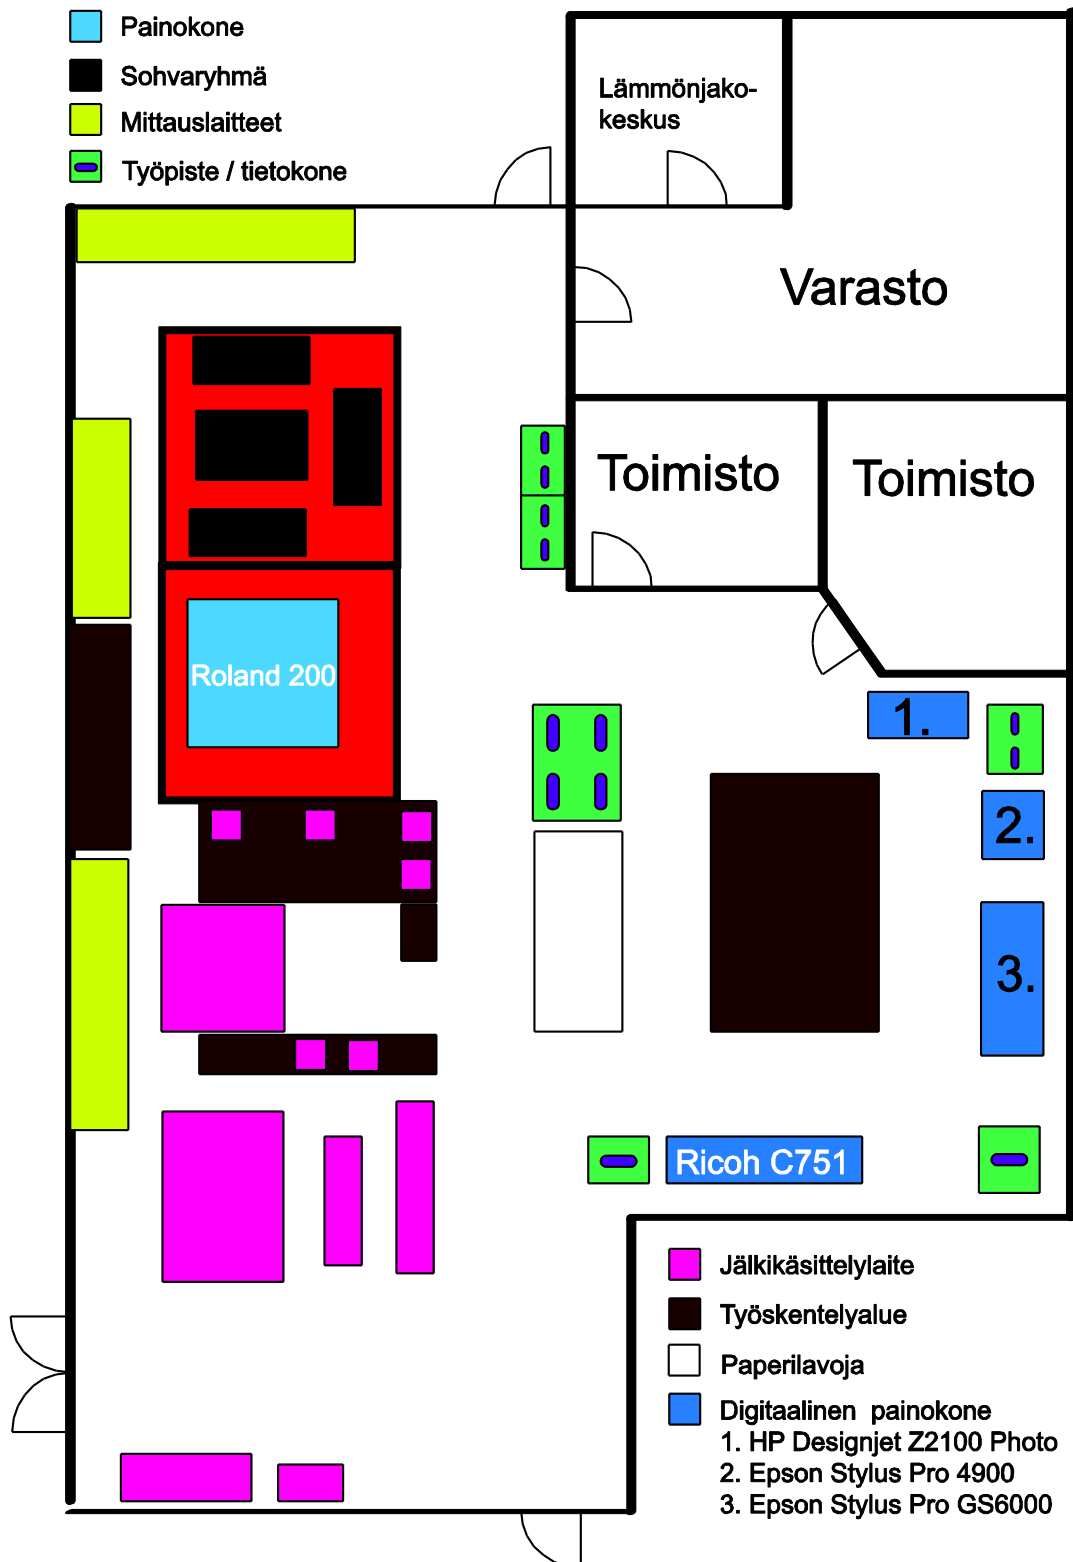 Painokone
Sohvaryhmä
Mittauslaitteet
Työpiste / tietokone
Lämmönjako-
keskus
Varasto
Toimisto
Toimisto
Roland 200
1.
2.
3.
Ricoh C751
Jälkikäsittelylaite
Työskentelyalue
Paperilavoja
Digitaalinen painokone
1. HP Designjet Z2100 Photo
2. Epson Stylus Pro 4900
3. Epson Stylus Pro GS6000